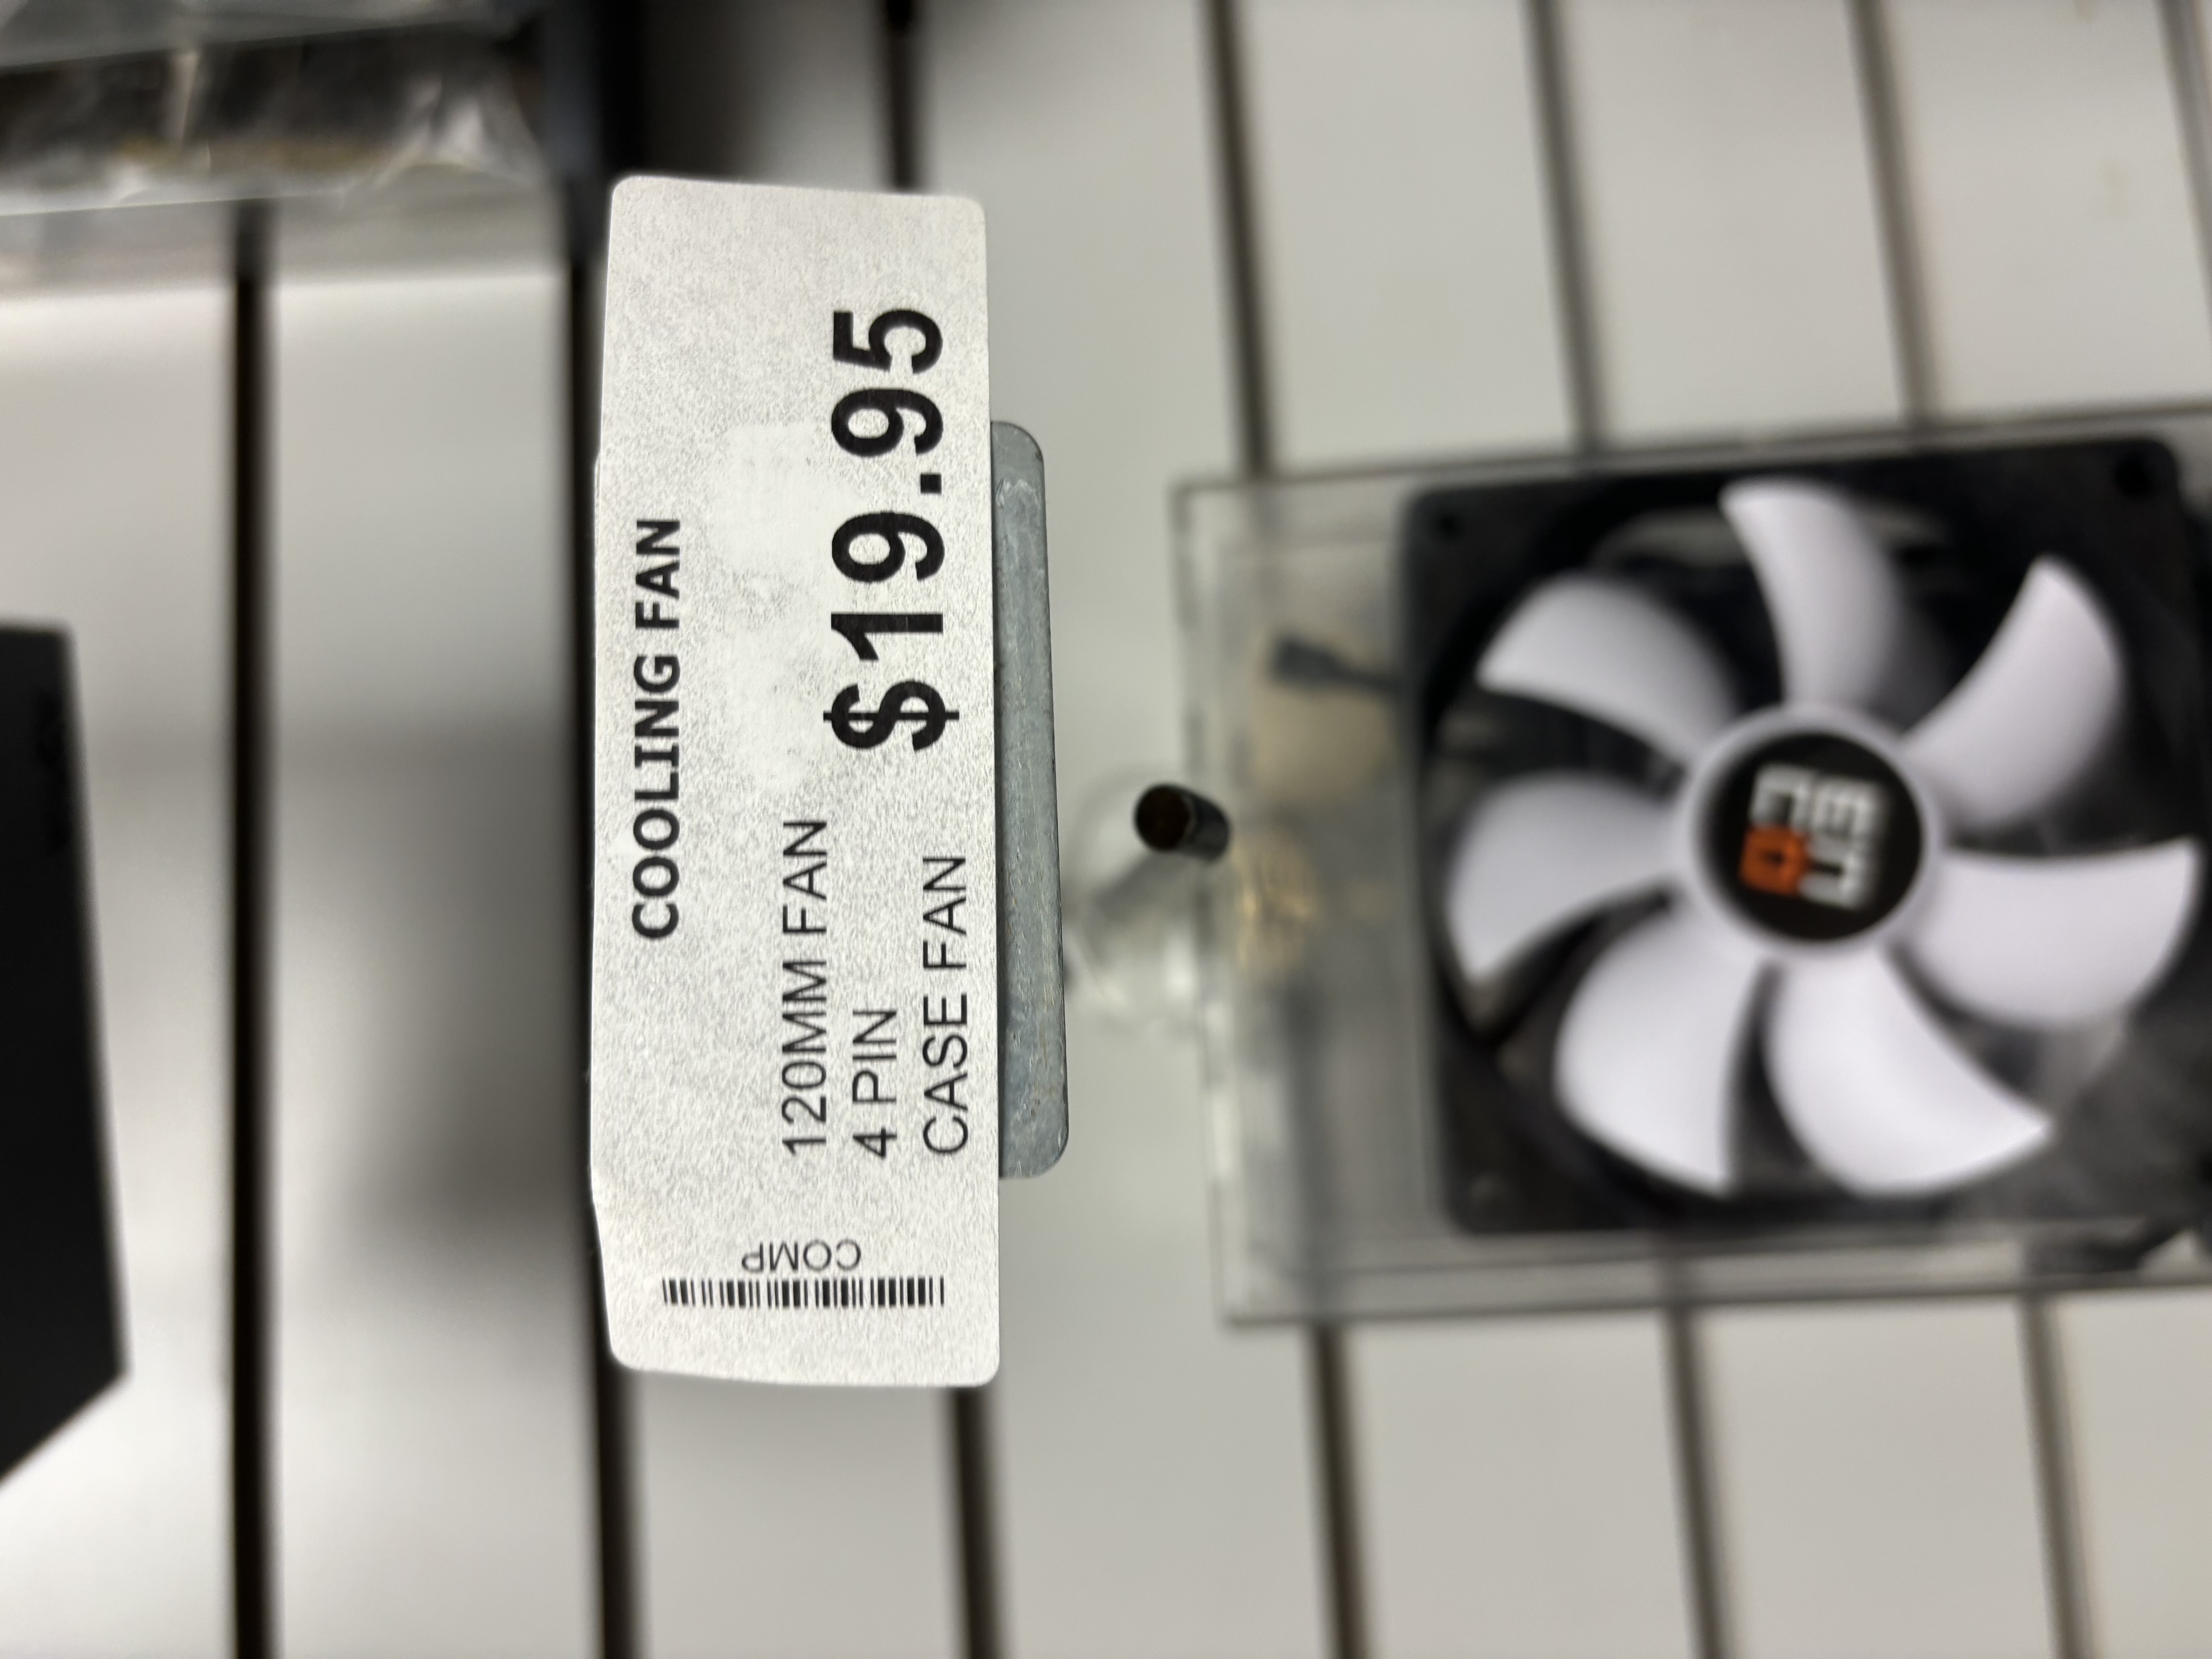 COOLING FAN
$19.95
120MM FAN
4 PIN
CASE FAN
COMP